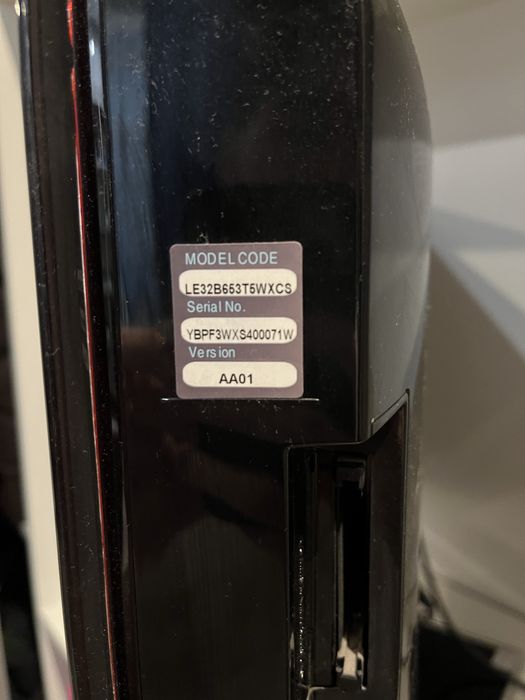 MODEL CODE
LE32B653T5WXCS
Serial No.
YBPF3WXS400071W
Version
AA01